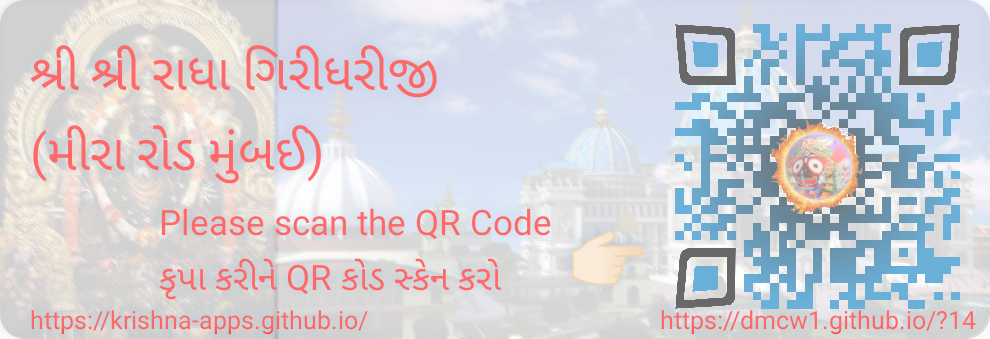 શ્રી શ્રી રાધા ગિરીધરીજી
(મીરા રોડ મુંબઈ)
Please scan the QR Code
કૃપા કરીને QR કોડ સ્કેન કરો
https://krishna-apps.github.io/
https://dmcw1.github.io/?14